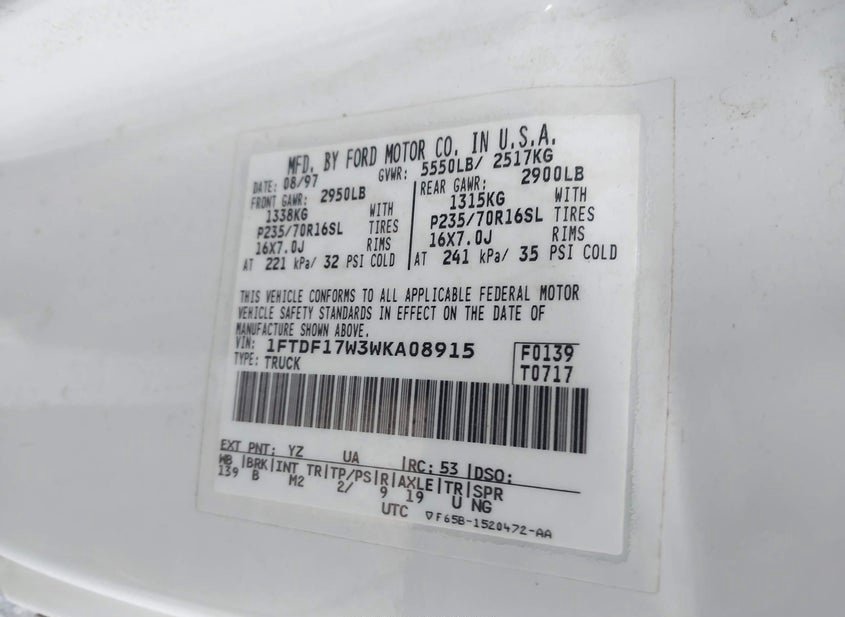 MFD. BY FORD MOTOR CO. IN U.S.A.
DATE: 08/97 GVWR: 5550LB/ 2517KG
FRONT GAWR: 2950LB REAR GAWR: 2900LB
1338KG WITH 1315KG WITH
P235/70R16SL TIRES P235/70R16SL TIRES
16X7.0J RIMS 16X7.0J RIMS
AT 221 kPa/ 32 PSI COLD AT 241 kPa/ 35 PSI COLD
THIS VEHICLE CONFORMS TO ALL APPLICABLE FEDERAL MOTOR
VEHICLE SAFETY STANDARDS IN EFFECT ON THE DATE OF
MANUFACTURE SHOWN ABOVE.
VIN: 1FTDF17W3WKA08915 F0139
TYPE: TRUCK T0717
EXT PNT: YZ UA RC: 53 DSO:
WB BRK INT TR TP/PS R AXLE TR SPR
139 B M2 2/ 9 19 U NG
UTC ▽F65B-1520472-AA